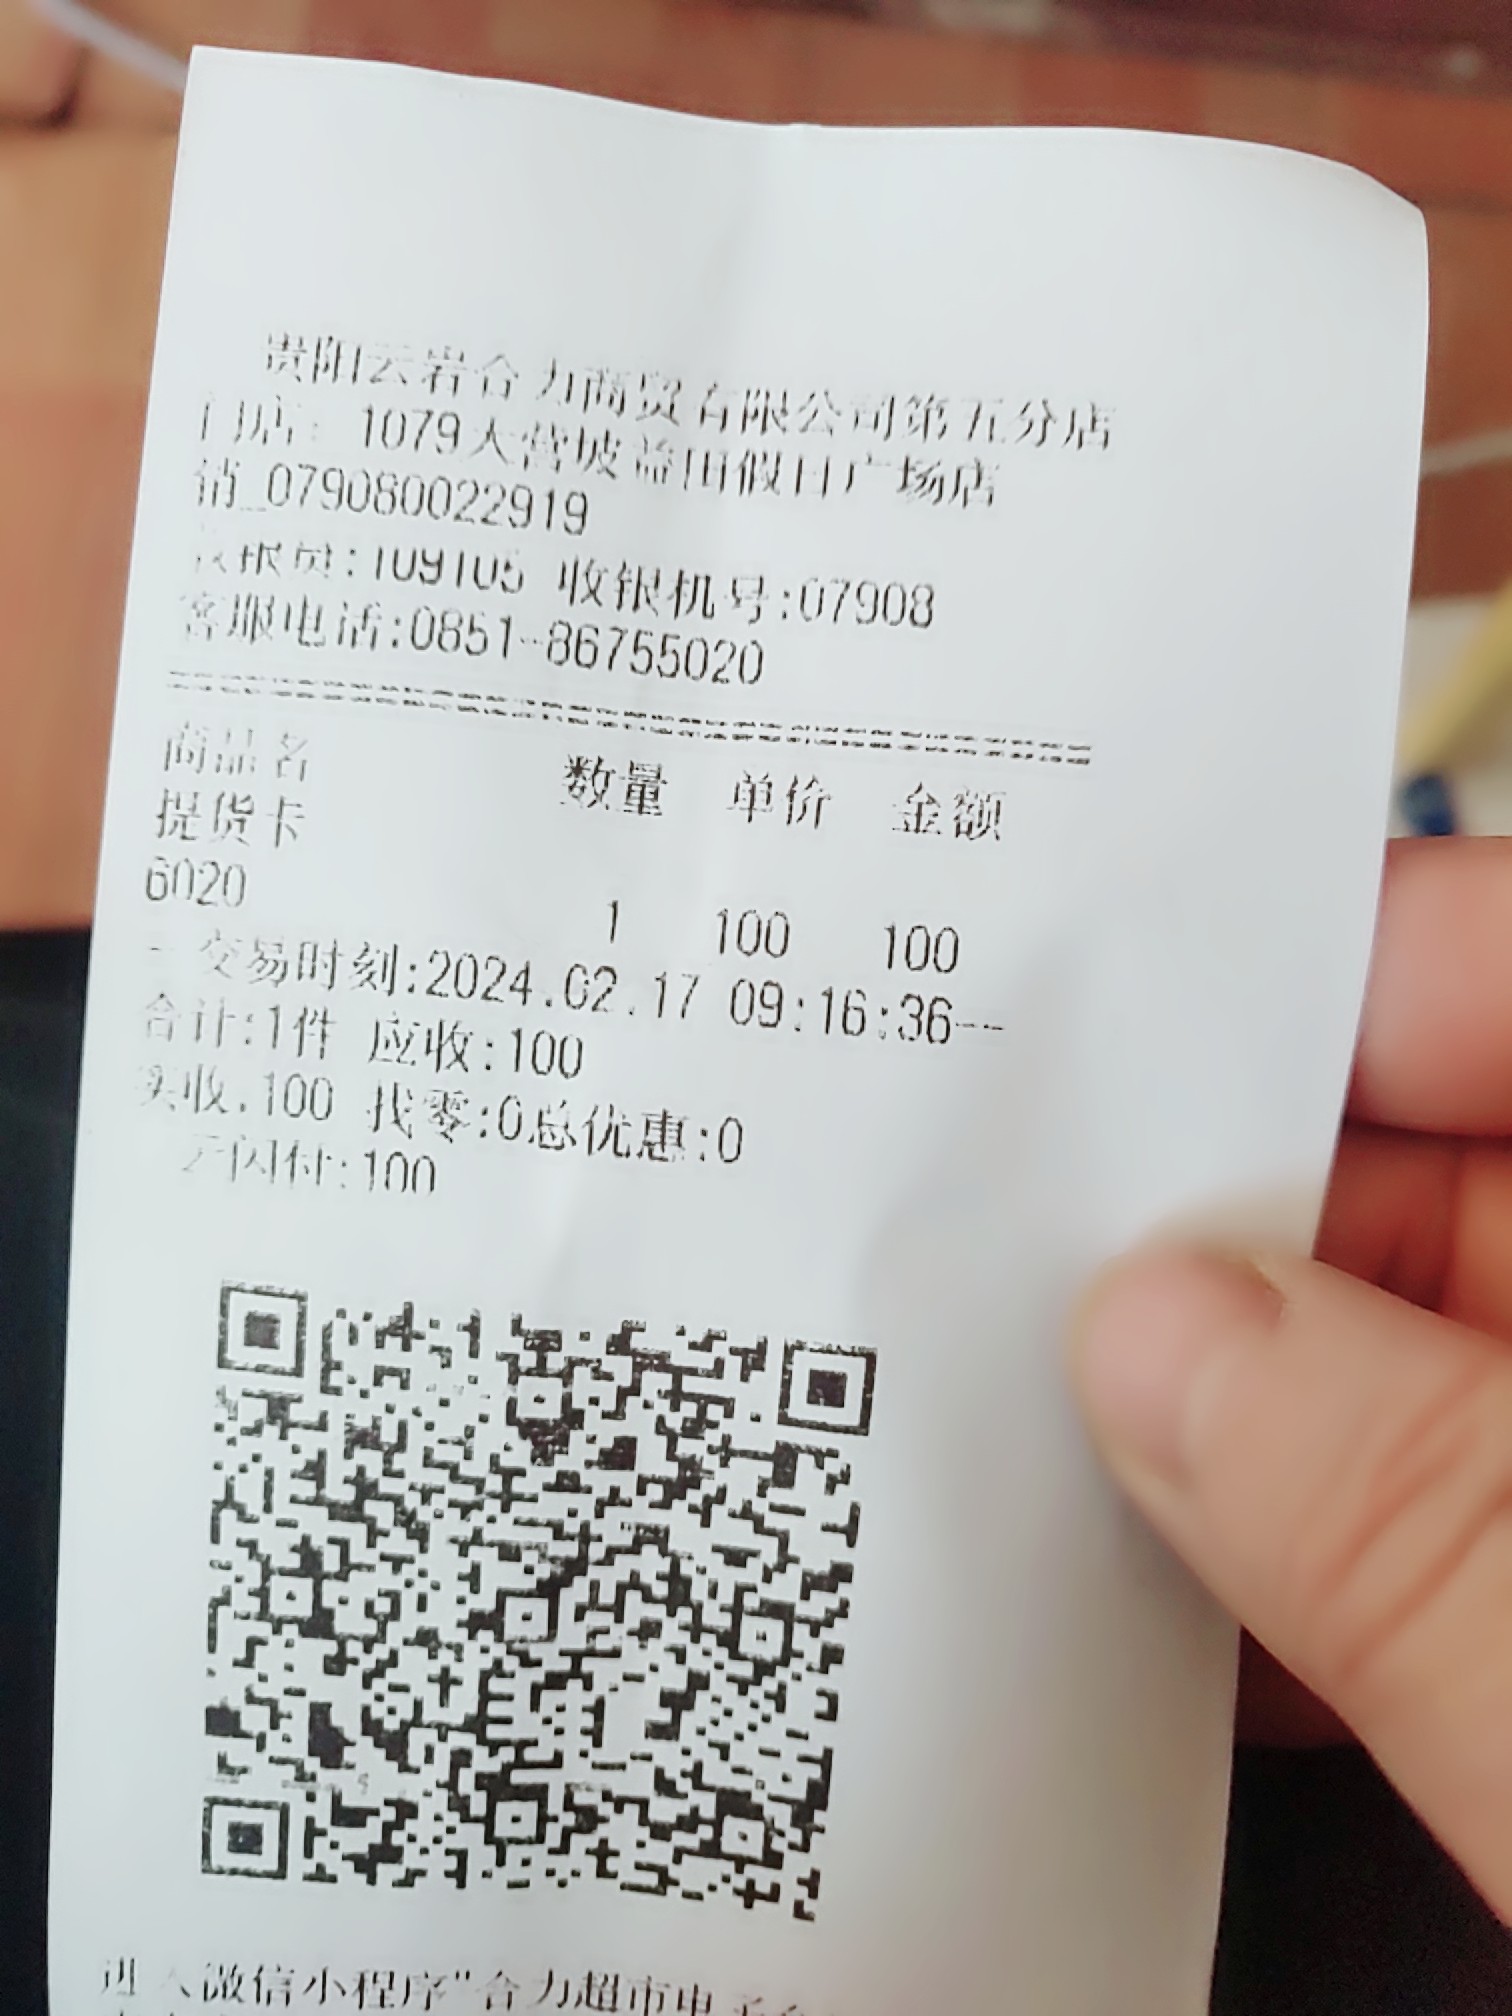 贵阳云岩合力商贸有限公司第五分店
门店: 1079大营坡益田假日广场店
销_079080022919
收银员:109105 收银机号:07908
客服电话:0851-86755020
商品名 数量 单价 金额
提货卡
6020
1 100 100
交易时刻:2024.02.17 09:16:36--
合计:1件 应收:100
实收:100 找零:0总优惠:0
闪付:100
进入微信小程序"合力超市电子